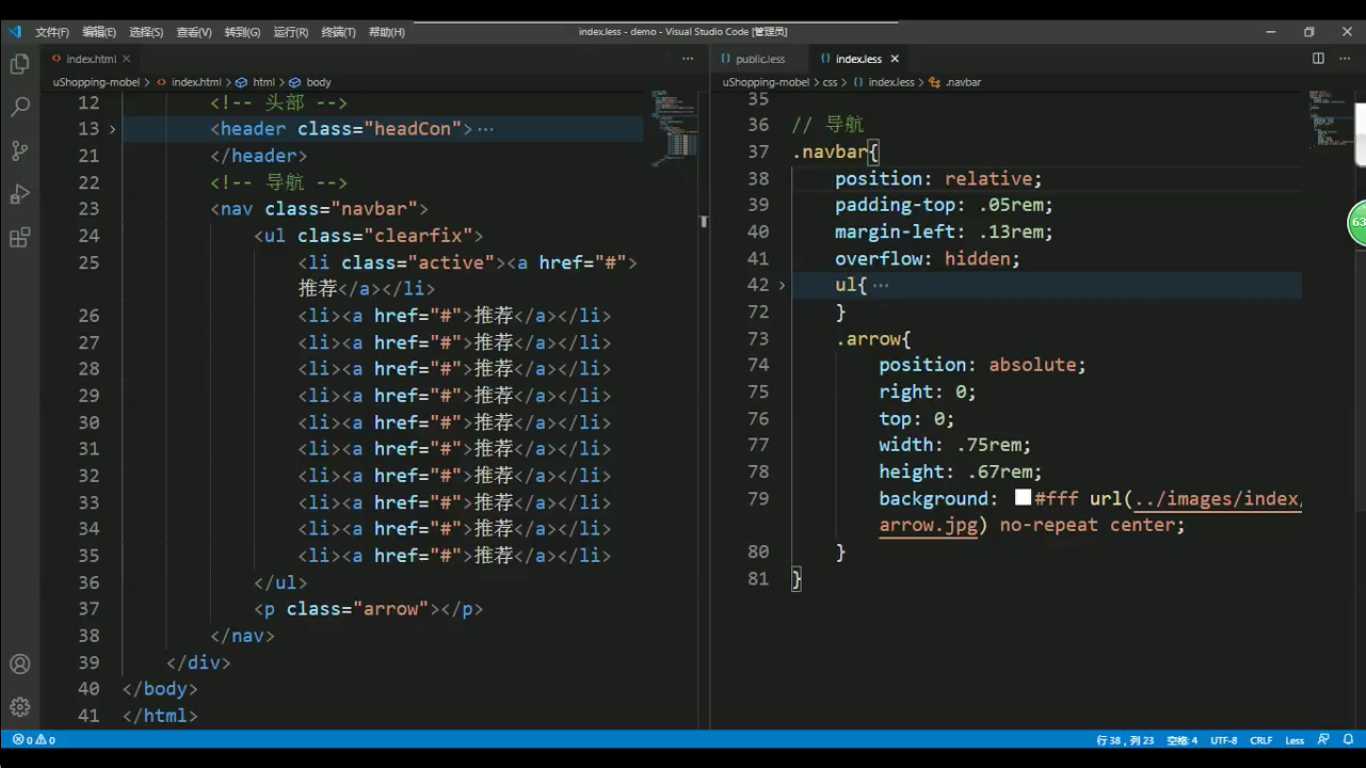 文件(F) 编辑(E) 选择(S) 查看(V) 转到(G) 运行(R) 终端(T) 帮助(H) index.less - demo - Visual Studio Code [管理员]
index.html
uShopping-mobel > index.html > html > body
12 <!-- 头部 -->
13 <header class="headCon">···
21 </header>
22 <!-- 导航 -->
23 <nav class="navbar">
24 <ul class="clearfix">
25 <li class="active"><a href="#">
推荐</a></li>
26 <li><a href="#">推荐</a></li>
27 <li><a href="#">推荐</a></li>
28 <li><a href="#">推荐</a></li>
29 <li><a href="#">推荐</a></li>
30 <li><a href="#">推荐</a></li>
31 <li><a href="#">推荐</a></li>
32 <li><a href="#">推荐</a></li>
33 <li><a href="#">推荐</a></li>
34 <li><a href="#">推荐</a></li>
35 <li><a href="#">推荐</a></li>
36 </ul>
37 <p class="arrow"></p>
38 </nav>
39 </div>
40 </body>
41 </html>
public.less index.less
uShopping-mobel > css > index.less > .navbar
35
36 // 导航
37 .navbar{
38 position: relative;
39 padding-top: .05rem;
40 margin-left: .13rem;
41 overflow: hidden;
42 ul{···
72 }
73 .arrow{
74 position: absolute;
75 right: 0;
76 top: 0;
77 width: .75rem;
78 height: .67rem;
79 background: #fff url(../images/index/
arrow.jpg) no-repeat center;
80 }
81 }
63
0 0 行 38，列 23 空格: 4 UTF-8 CRLF Less